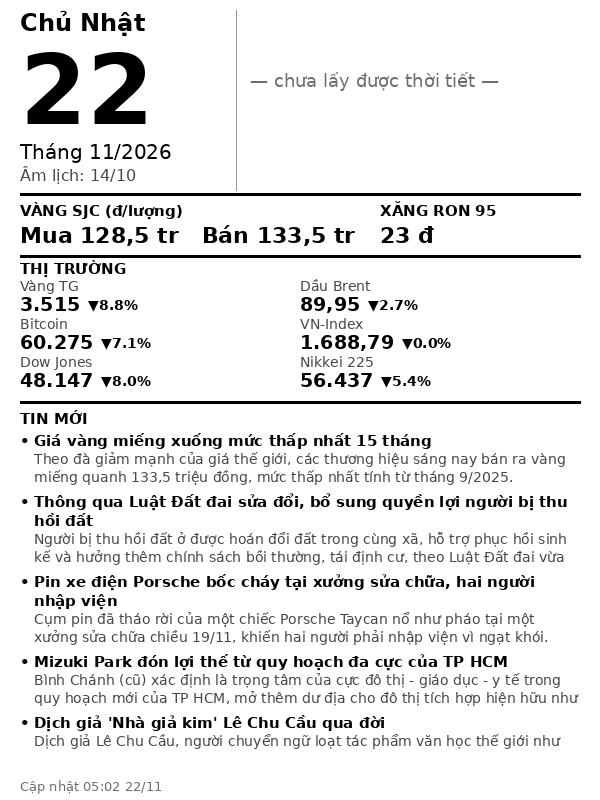 Chủ Nhật
22
Tháng 11/2026
Âm lịch: 14/10
— chưa lấy được thời tiết —
VÀNG SJC (đ/lượng)
Mua 128,5 tr Bán 133,5 tr
XĂNG RON 95
23 đ
THỊ TRƯỜNG
Vàng TG
3.515 ▼8.8%
Dầu Brent
89,95 ▼2.7%
Bitcoin
60.275 ▼7.1%
VN-Index
1.688,79 ▼0.0%
Dow Jones
48.147 ▼8.0%
Nikkei 225
56.437 ▼5.4%
TIN MỚI
• Giá vàng miếng xuống mức thấp nhất 15 tháng
Theo đà giảm mạnh của giá thế giới, các thương hiệu sáng nay bán ra vàng
miếng quanh 133,5 triệu đồng, mức thấp nhất tính từ tháng 9/2025.
• Thông qua Luật Đất đai sửa đổi, bổ sung quyền lợi người bị thu
hồi đất
Người bị thu hồi đất ở được hoán đổi đất trong cùng xã, hỗ trợ phục hồi sinh
kế và hưởng thêm chính sách bồi thường, tái định cư, theo Luật Đất đai vừa
• Pin xe điện Porsche bốc cháy tại xưởng sửa chữa, hai người
nhập viện
Cụm pin đã tháo rời của một chiếc Porsche Taycan nổ như pháo tại một
xưởng sửa chữa chiều 19/11, khiến hai người phải nhập viện vì ngạt khói.
• Mizuki Park đón lợi thế từ quy hoạch đa cực của TP HCM
Bình Chánh (cũ) xác định là trọng tâm của cực đô thị - giáo dục - y tế trong
quy hoạch mới của TP HCM, mở thêm dư địa cho đô thị tích hợp hiện hữu như
• Dịch giả 'Nhà giả kim' Lê Chu Cầu qua đời
Dịch giả Lê Chu Cầu, người chuyển ngữ loạt tác phẩm văn học thế giới như
Cập nhật 05:02 22/11